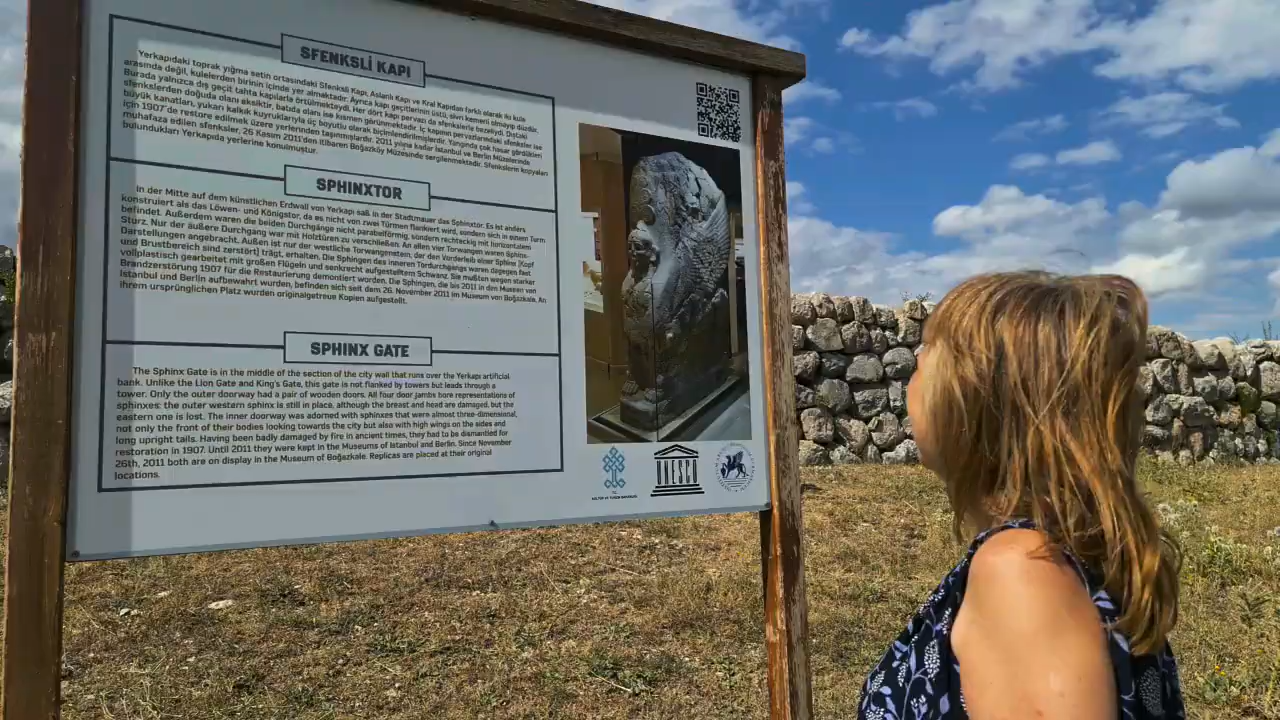 SFENKSLİ KAPI
Yerkapıdaki toprak yığma setin ortasındaki Sfenksli Kapı, Aslanlı Kapı ve Kral Kapıdan farklı olarak iki kule
arasında değil, kulelerden birinin içinde yer almaktadır. Ayrıca kapı geçitlerinin üstü, sivri kemerli olmayıp düzdür.
Burada yalnızca dış geçit tahta kapılarla örtülmekteydi. Her dört kapı pervazı da sfenkslerle bezeliydi. Dıştaki
sfenkslerden doğuda olanı eksiktir, batıda olanı ise kısmen görünmektedir. İç kapının pervazlarındaki sfenksler ise
büyük kanatları, yukarı kalkık kuyruklarıyla üç boyutlu olarak biçimlendirilmişlerdir. Yangında çok hasar gördükleri
için 1907'de restore edilmek üzere yerlerinden taşınmışlardır. 2011 yılına kadar İstanbul ve Berlin Müzelerinde
muhafaza edilen sfenksler, 26 Kasım 2011'den itibaren Boğazköy Müzesinde sergilenmektedir. Sfenkslerin kopyaları
bulundukları Yerkapıda yerlerine konulmuştur.
SPHINXTOR
In der Mitte auf dem künstlichen Erdwall von Yerkapı saß in der Stadtmauer das Sphinxtor. Es ist anders
konstruiert als das Löwen- und Königstor, da es nicht von zwei Türmen flankiert wird, sondern sich in einem Turm
befindet. Außerdem waren die beiden Durchgänge nicht parabelförmig, sondern rechteckig mit horizontalem
Sturz. Nur der äußere Durchgang war mit Holztüren zu verschließen. An allen vier Torwangen waren Sphinx-
Darstellungen angebracht. Außen ist nur der westliche Torwangenstein, der den Vorderleib einer Sphinx [Kopf
und Brustbereich sind zerstört] trägt, erhalten. Die Sphingen des inneren Tordurchgangs waren dagegen fast
vollplastisch gearbeitet mit großen Flügeln und senkrecht aufgestelltem Schwanz. Sie mußten wegen starker
Brandzerstörung 1907 für die Restaurierung demontiert worden. Die Sphingen, die bis 2011 in den Museen von
Istanbul und Berlin aufbewahrt wurden, befinden sich seit dem 26. November 2011 im Museum von Boğazkale. An
ihrem ursprünglichen Platz wurden originalgetreue Kopien aufgestellt.
SPHINX GATE
The Sphinx Gate is in the middle of the section of the city wall that runs over the Yerkapı artificial
bank. Unlike the Lion Gate and King's Gate, this gate is not flanked by towers but leads through a
tower. Only the outer doorway had a pair of wooden doors. All four door jambs bore representations of
sphinxes: the outer western sphinx is still in place, although the breast and head are damaged, but the
eastern one is lost. The inner doorway was adorned with sphinxes that were almost three-dimensional,
not only the front of their bodies looking towards the city but also with high wings on the sides and
long upright tails. Having been badly damaged by fire in ancient times, they had to be dismantled for
restoration in 1907. Until 2011 they were kept in the Museums of Istanbul and Berlin. Since November
26th, 2011 both are on display in the Museum of Boğazkale. Replicas are placed at their original
locations.
UNESCO